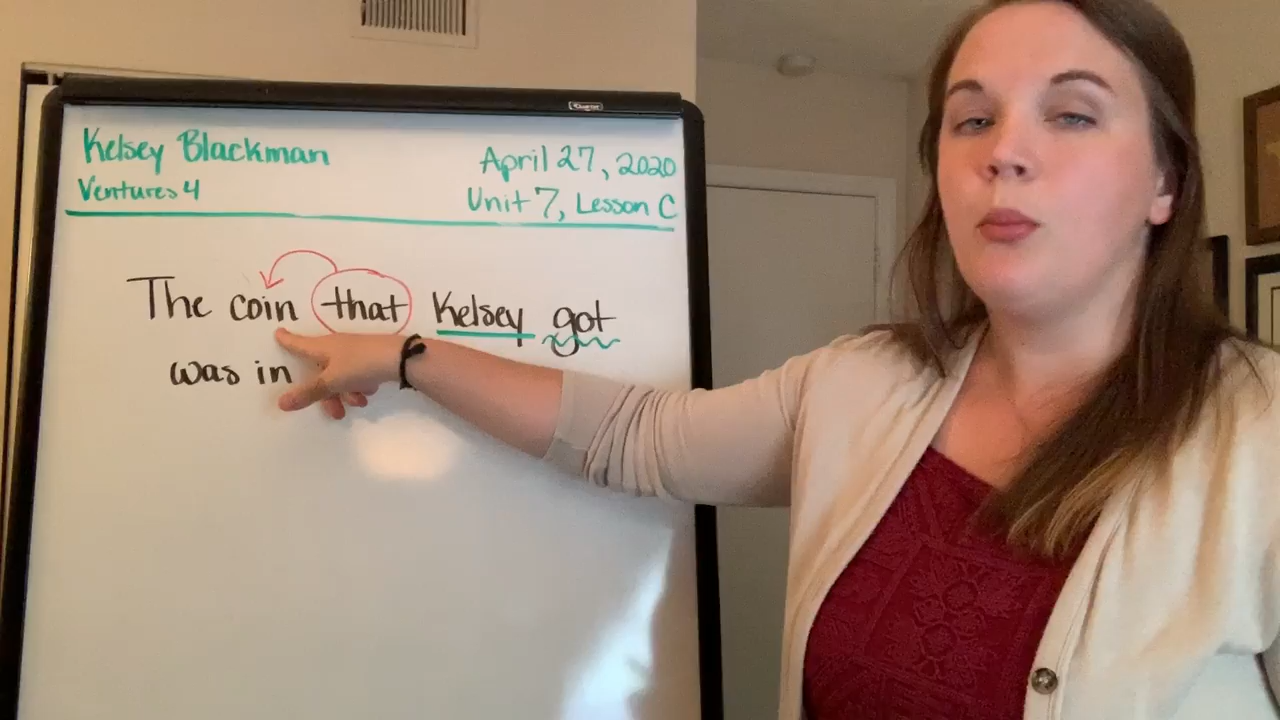 Kelsey Blackman
April 27, 2020
Ventures 4
Unit 7, Lesson C
The coin that Kelsey got
was in